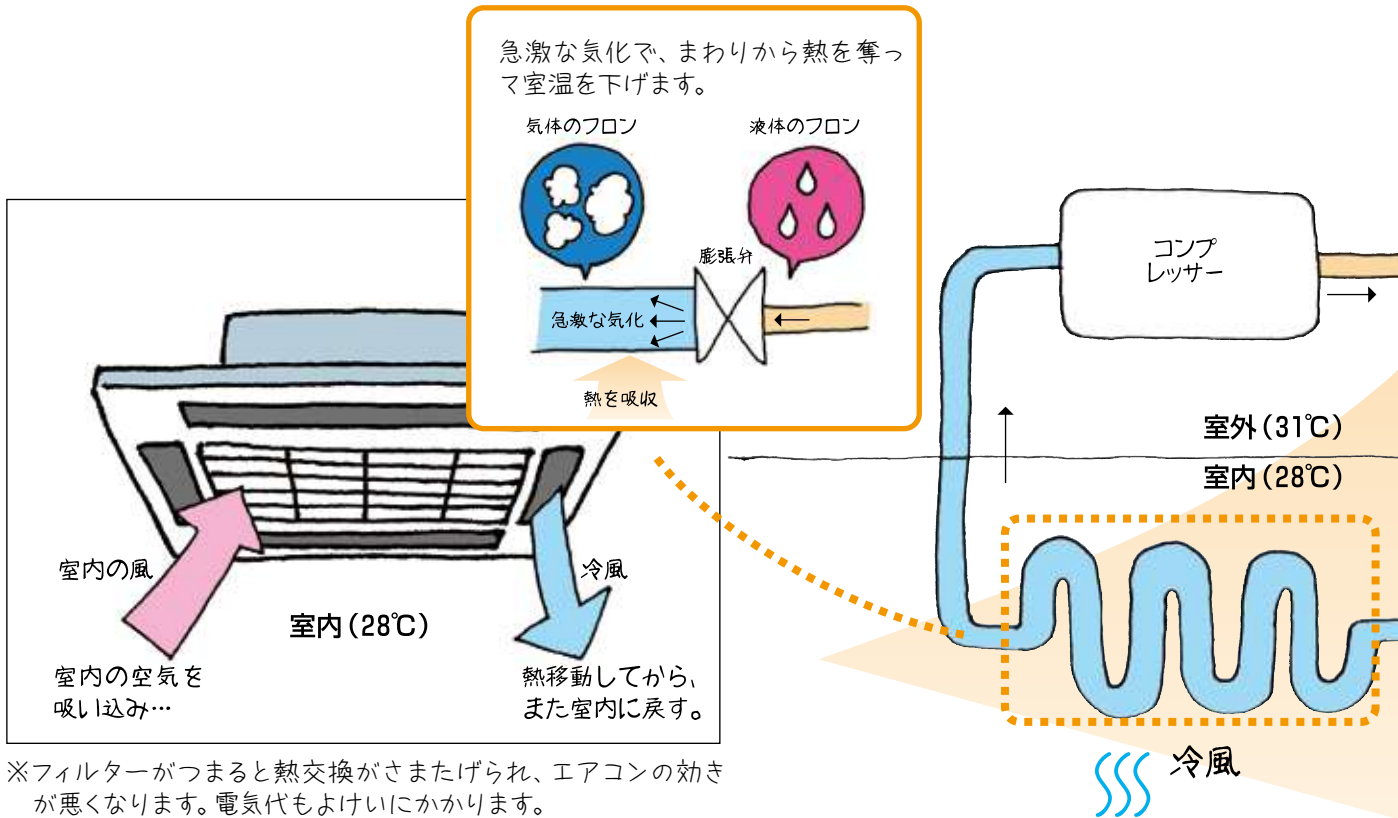 急激な気化で、まわりから熱を奪っ
て室温を下げます。
気体のフロン
液体のフロン
膨張弁
急激な気化
熱を吸収
室内の風
冷風
室内(28℃)
室内の空気を
吸い込み…
熱移動してから、
また室内に戻す。
※フィルターがつまると熱交換がさまたげられ、エアコンの効き
が悪くなります。電気代もよけいにかかります。
コンプ
レッサー
室外(31℃)
室内(28℃)
冷風